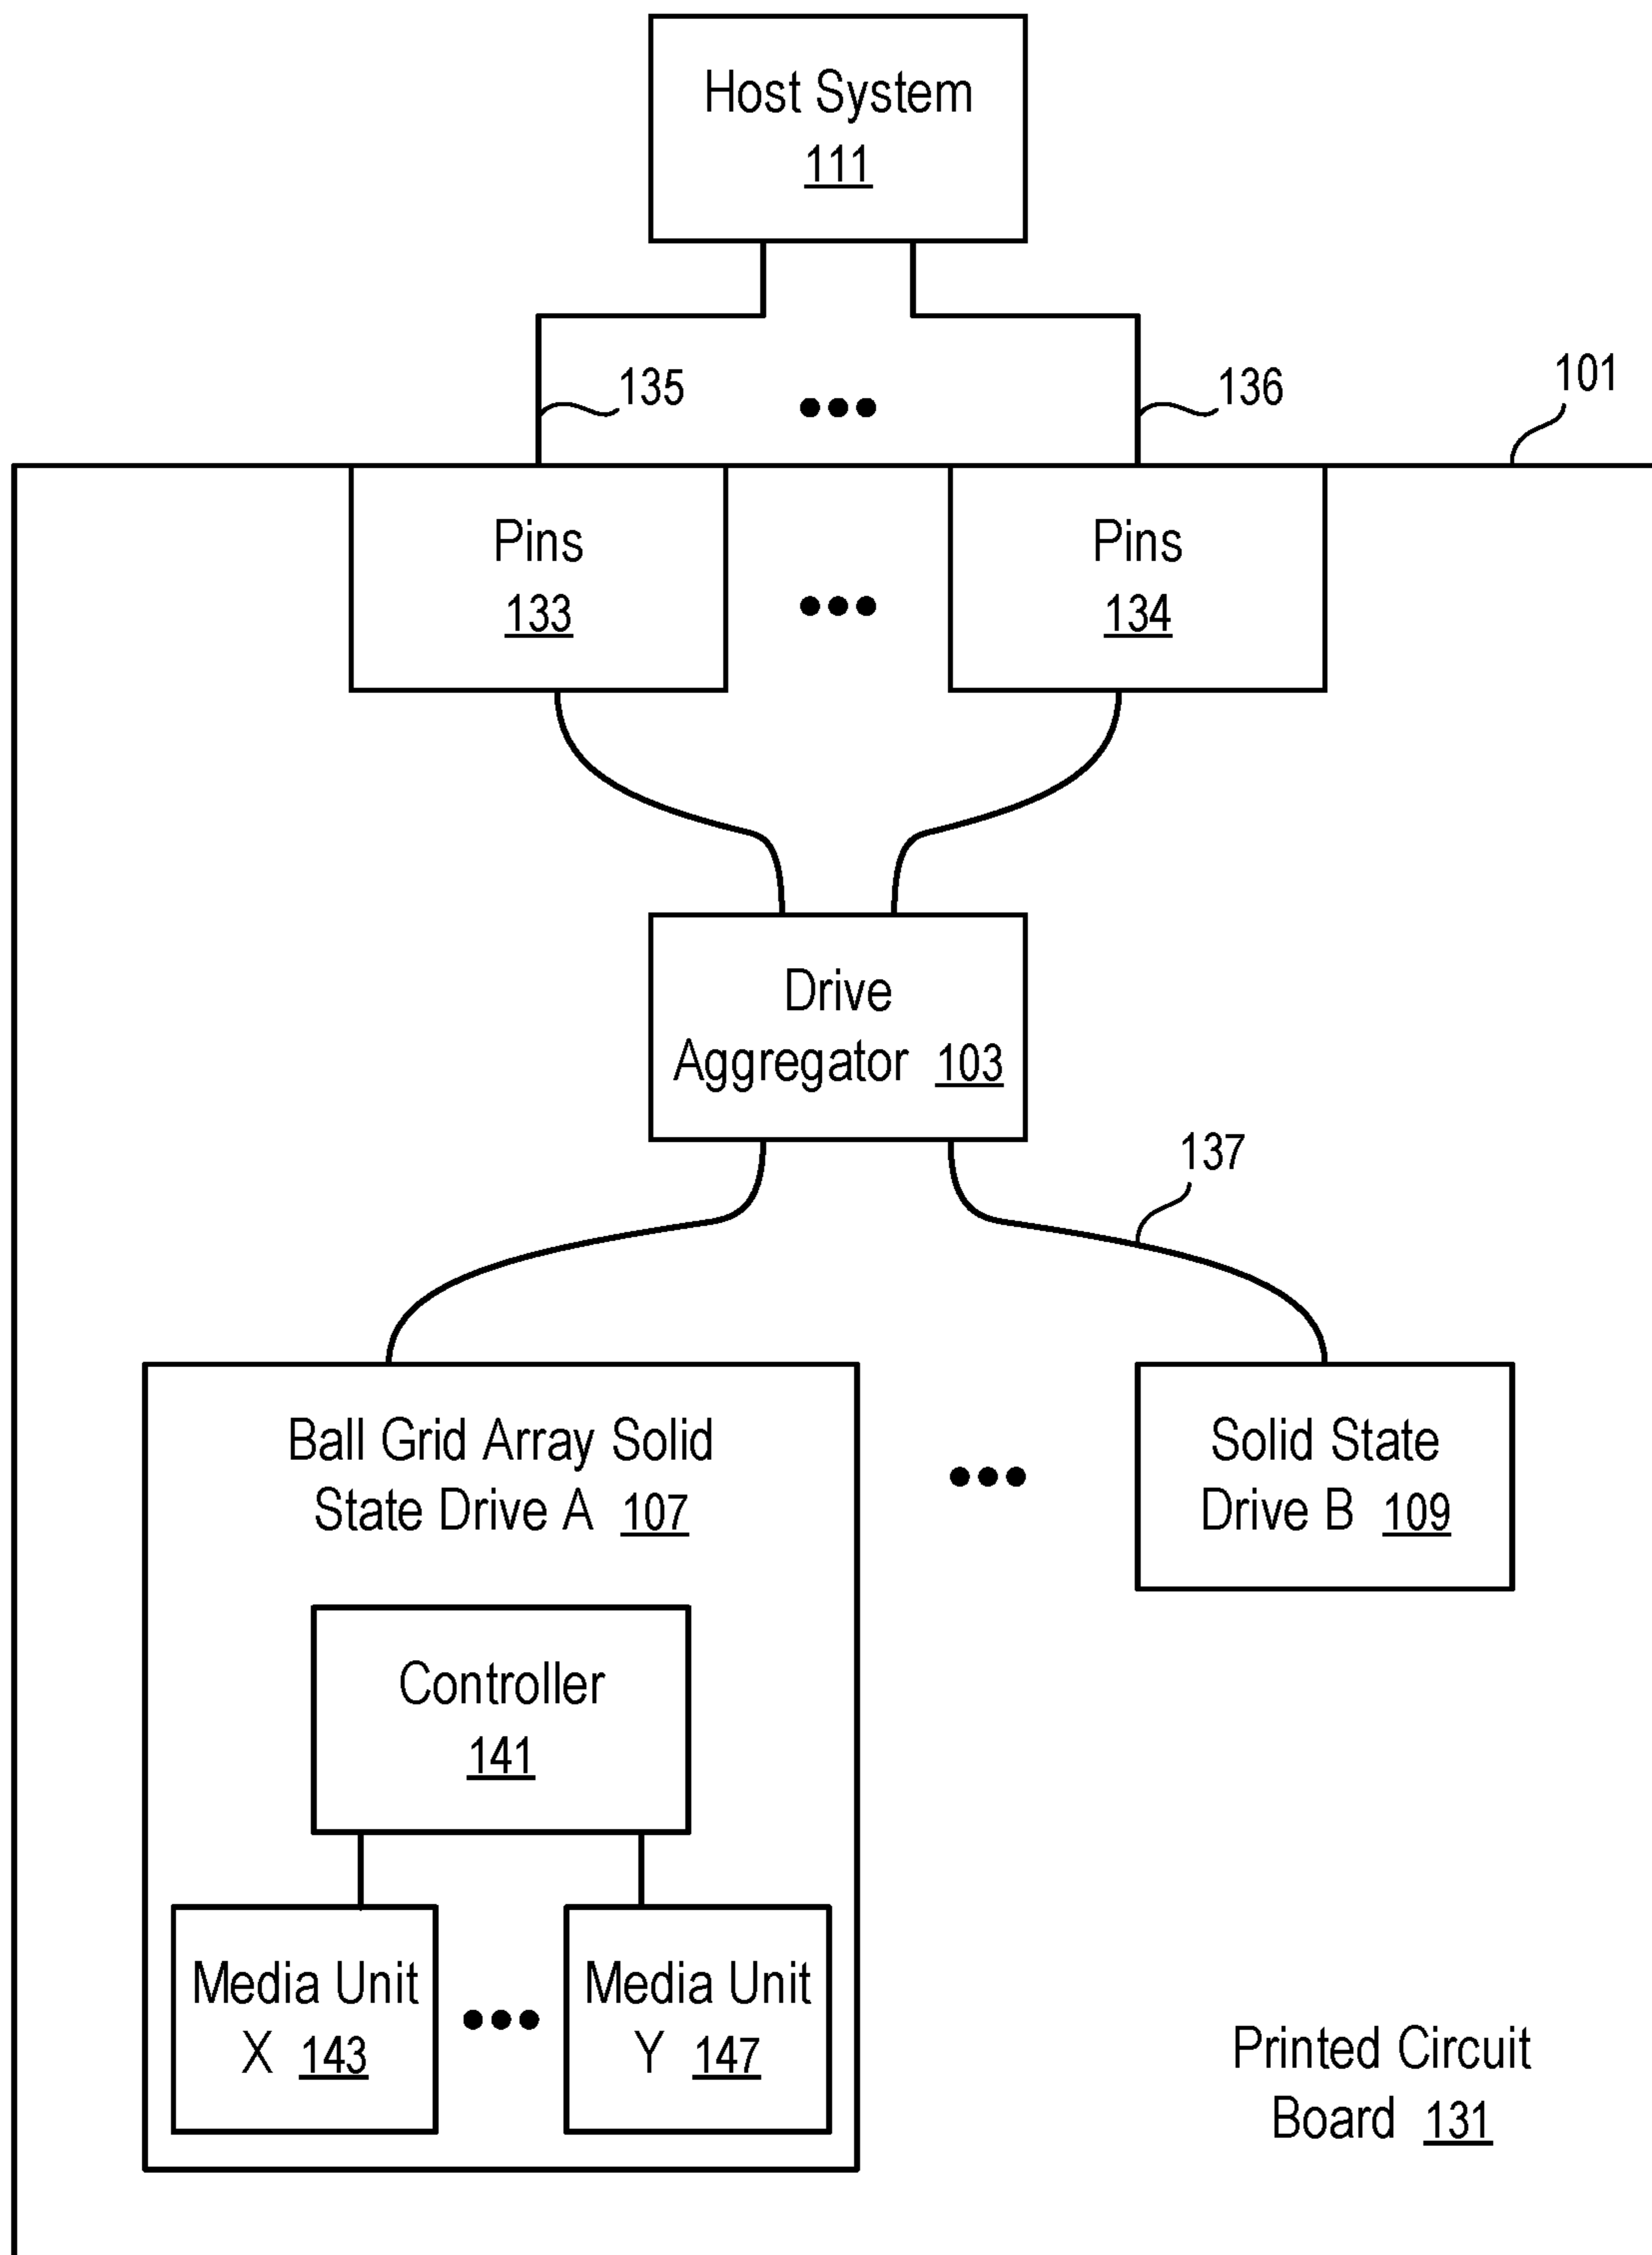 Host System
111
135
136
101
Pins
133
Pins
134
Drive
Aggregator 103
137
Ball Grid Array Solid
State Drive A 107
Solid State
Drive B 109
Controller
141
Media Unit
X 143
Media Unit
Y 147
Printed Circuit
Board 131